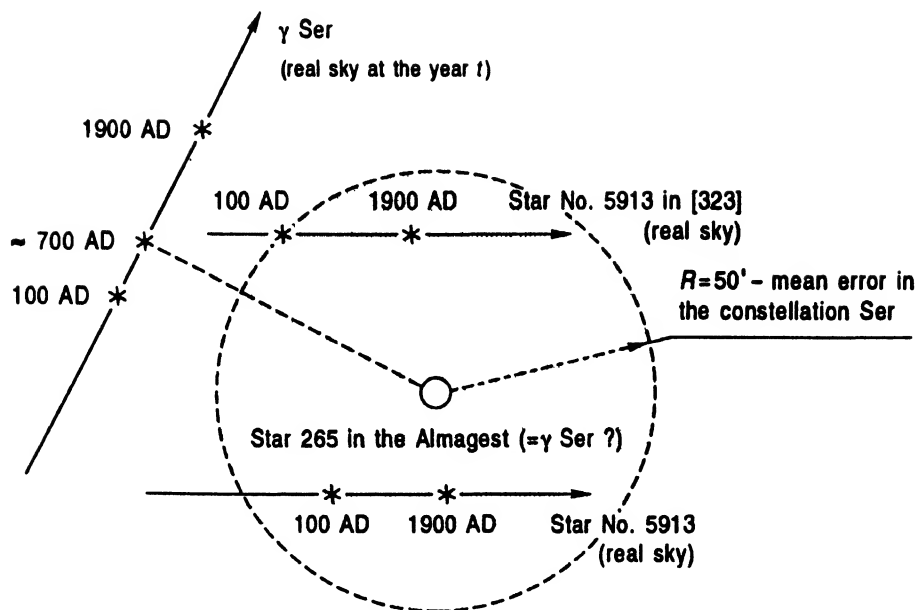 γ Ser
(real sky at the year t)
1900 AD
100 AD
1900 AD
Star No. 5913 in [323]
(real sky)
≈ 700 AD
100 AD
R=50′ – mean error in
the constellation Ser
Star 265 in the Almagest (=γ Ser ?)
100 AD
1900 AD
Star No. 5913
(real sky)